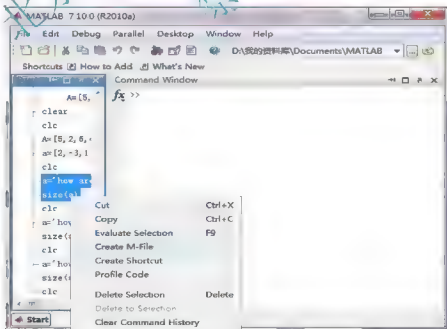 MATLAB 7.10.0 (R2010a)
File Edit Debug Parallel Desktop Window Help
D:\我的资料库\Documents\MATLAB
Shortcuts How to Add What's New
Command Window
fx >>
A=[5,
clear
clc
A=[5, 2, 6,
a=[2, -3, 1
clc
a='how are
size(a)
clc
a='how
size(a
clc
a='how
size(a
clc
Cut Ctrl+X
Copy Ctrl+C
Evaluate Selection F9
Create M-File
Create Shortcut
Profile Code
Delete Selection Delete
Delete to Selection
Clear Command History
Start